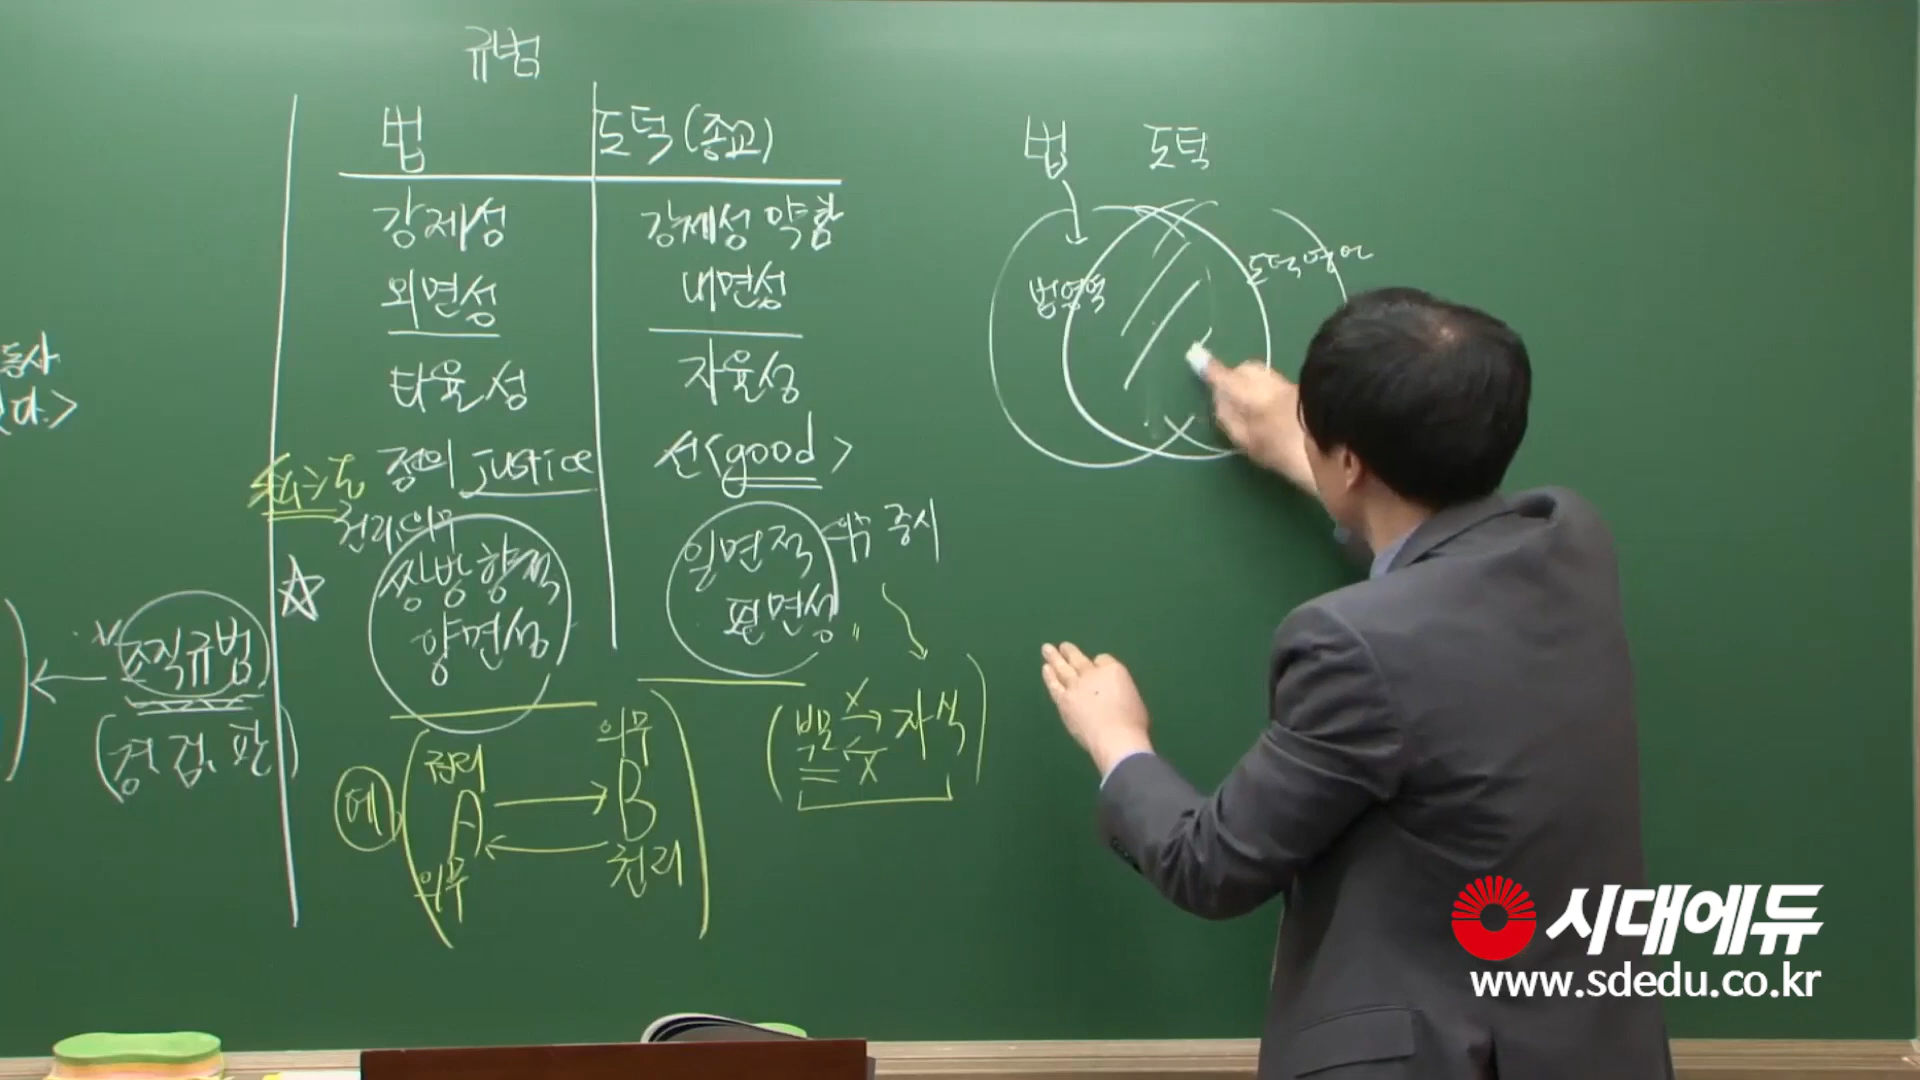 규범
법 도덕(종교)
강제성 강제성 약함
외면성 내면성
타율성 자율성
정의 justice 선<good>
권리.의무
쌍방향적 일면적 의무 중시
양면성 편면성
조직규범
예)
권리 의무
A B
의무 권리
부모 X 자식
X
법 도덕
법영역 도덕영역
시대에듀
www.sdedu.co.kr